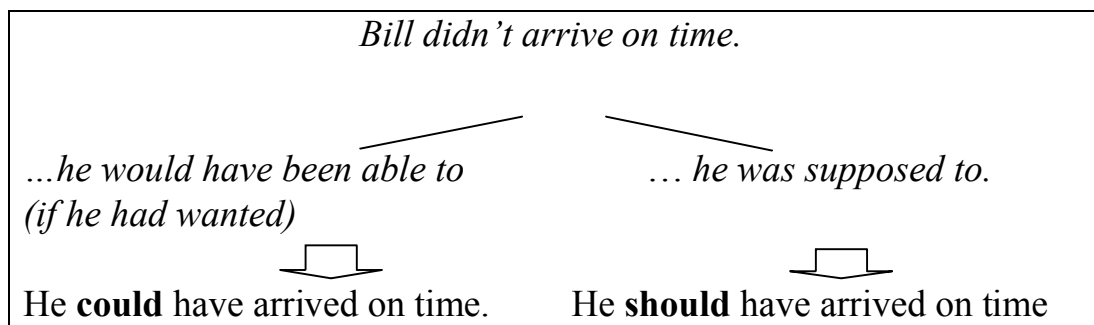 Bill didn’t arrive on time.
…he would have been able to … he was supposed to.
(if he had wanted)
He could have arrived on time. He should have arrived on time